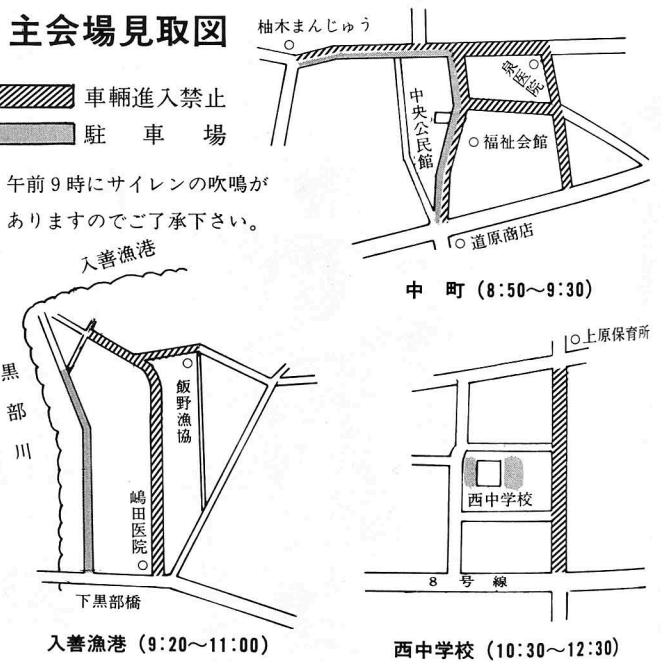 主会場見取図
車輛進入禁止
駐車場
午前9時にサイレンの吹鳴が
ありますのでご了承下さい。
柚木まんじゅう
泉医院
中央公民館
福祉会館
道原商店
中町(8:50〜9:30)
入善漁港
黒部川
飯野漁協
嶋田医院
下黒部橋
入善漁港(9:20〜11:00)
上原保育所
西中学校
8号線
西中学校(10:30〜12:30)